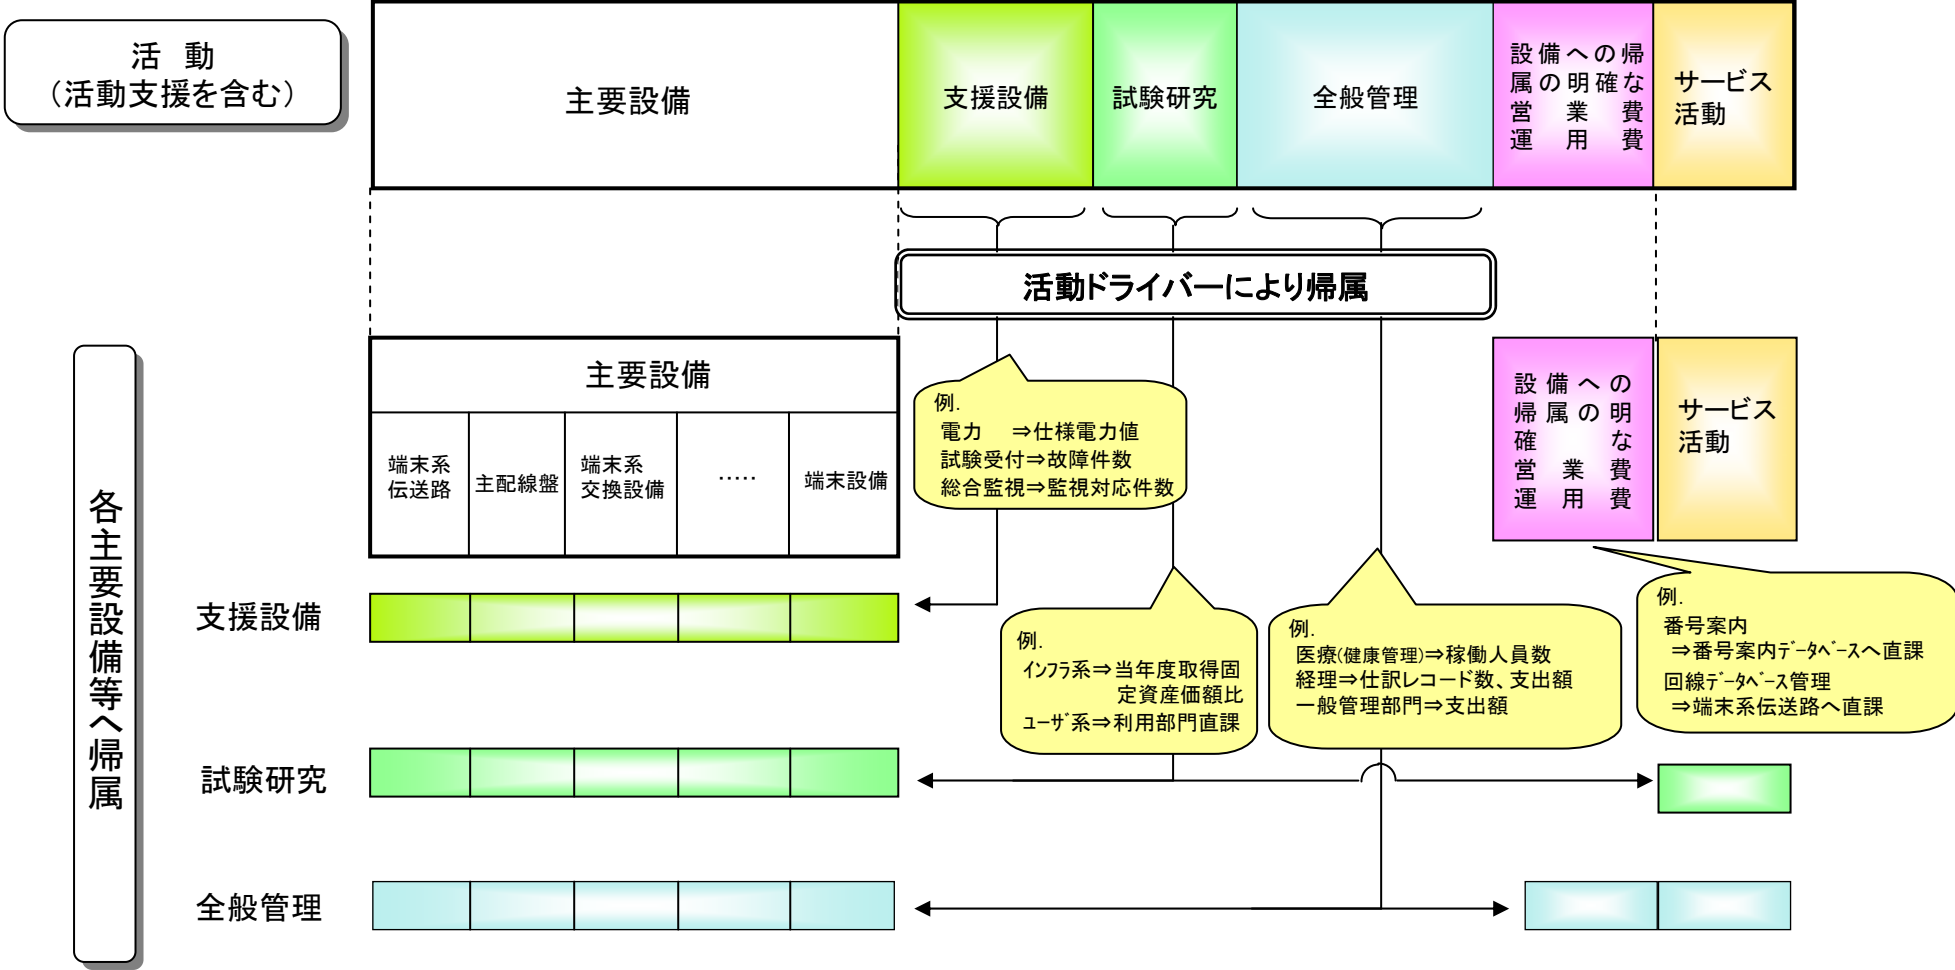 活　動
（活動支援を含む）
主要設備
支援設備
試験研究
全般管理
設備への帰
属の明確な
営業費
運用費
サービス
活動
活動ドライバーにより帰属
各主要設備等へ帰属
主要設備
端末系
伝送路
主配線盤
端末系
交換設備
‥‥‥
端末設備
例．
電力　⇒仕様電力値
試験受付⇒故障件数
総合監視⇒監視対応件数
設備への
帰属の明
確な
営業費
運用費
サービス
活動
支援設備
例．
ｲﾝﾌﾗ系⇒当年度取得固
定資産価額比
ﾕｰｻﾞ系⇒利用部門直課
例．
医療(健康管理)⇒稼働人員数
経理⇒仕訳レコード数、支出額
一般管理部門⇒支出額
例．
番号案内
⇒番号案内ﾃﾞｰﾀﾍﾞｰｽへ直課
回線ﾃﾞｰﾀﾍﾞｰｽ管理
⇒端末系伝送路へ直課
試験研究
全般管理